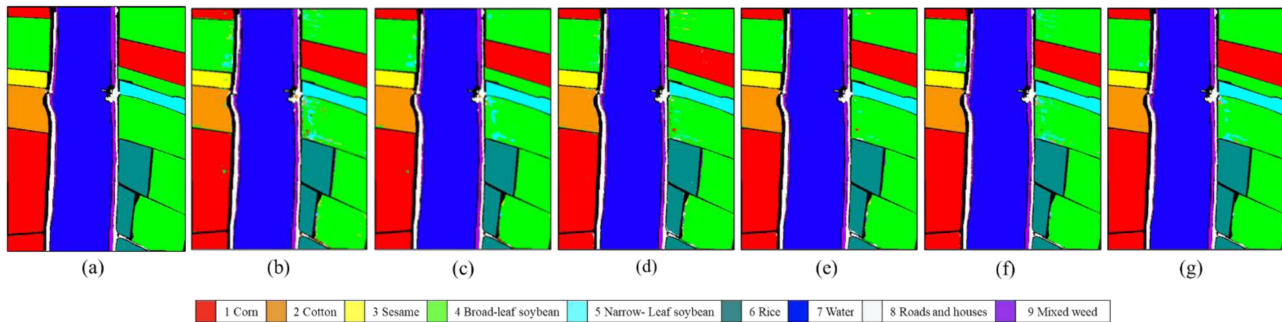 (a) (b) (c) (d) (e) (f) (g)
1 Corn 2 Cotton 3 Sesame 4 Broad-leaf soybean 5 Narrow- Leaf soybean 6 Rice 7 Water 8 Roads and houses 9 Mixed weed